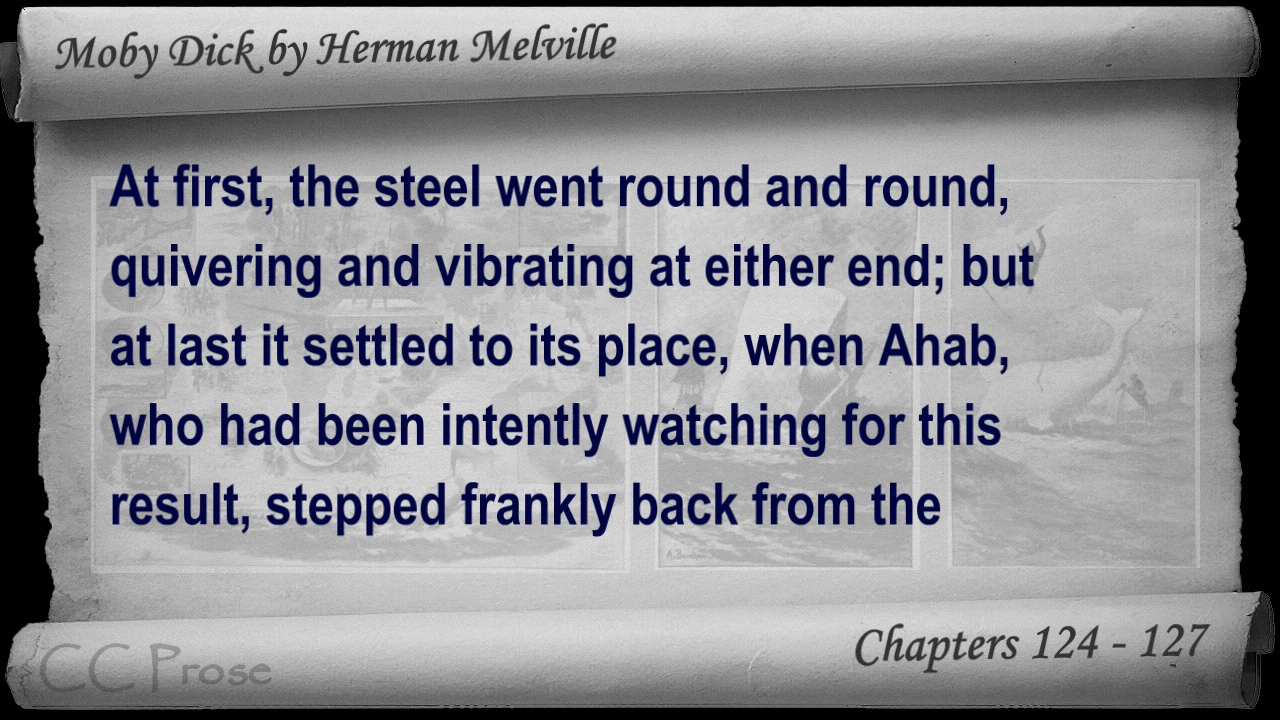 Moby Dick by Herman Melville
At first, the steel went round and round,
quivering and vibrating at either end; but
at last it settled to its place, when Ahab,
who had been intently watching for this
result, stepped frankly back from the
Chapters 124 - 127
CC Prose